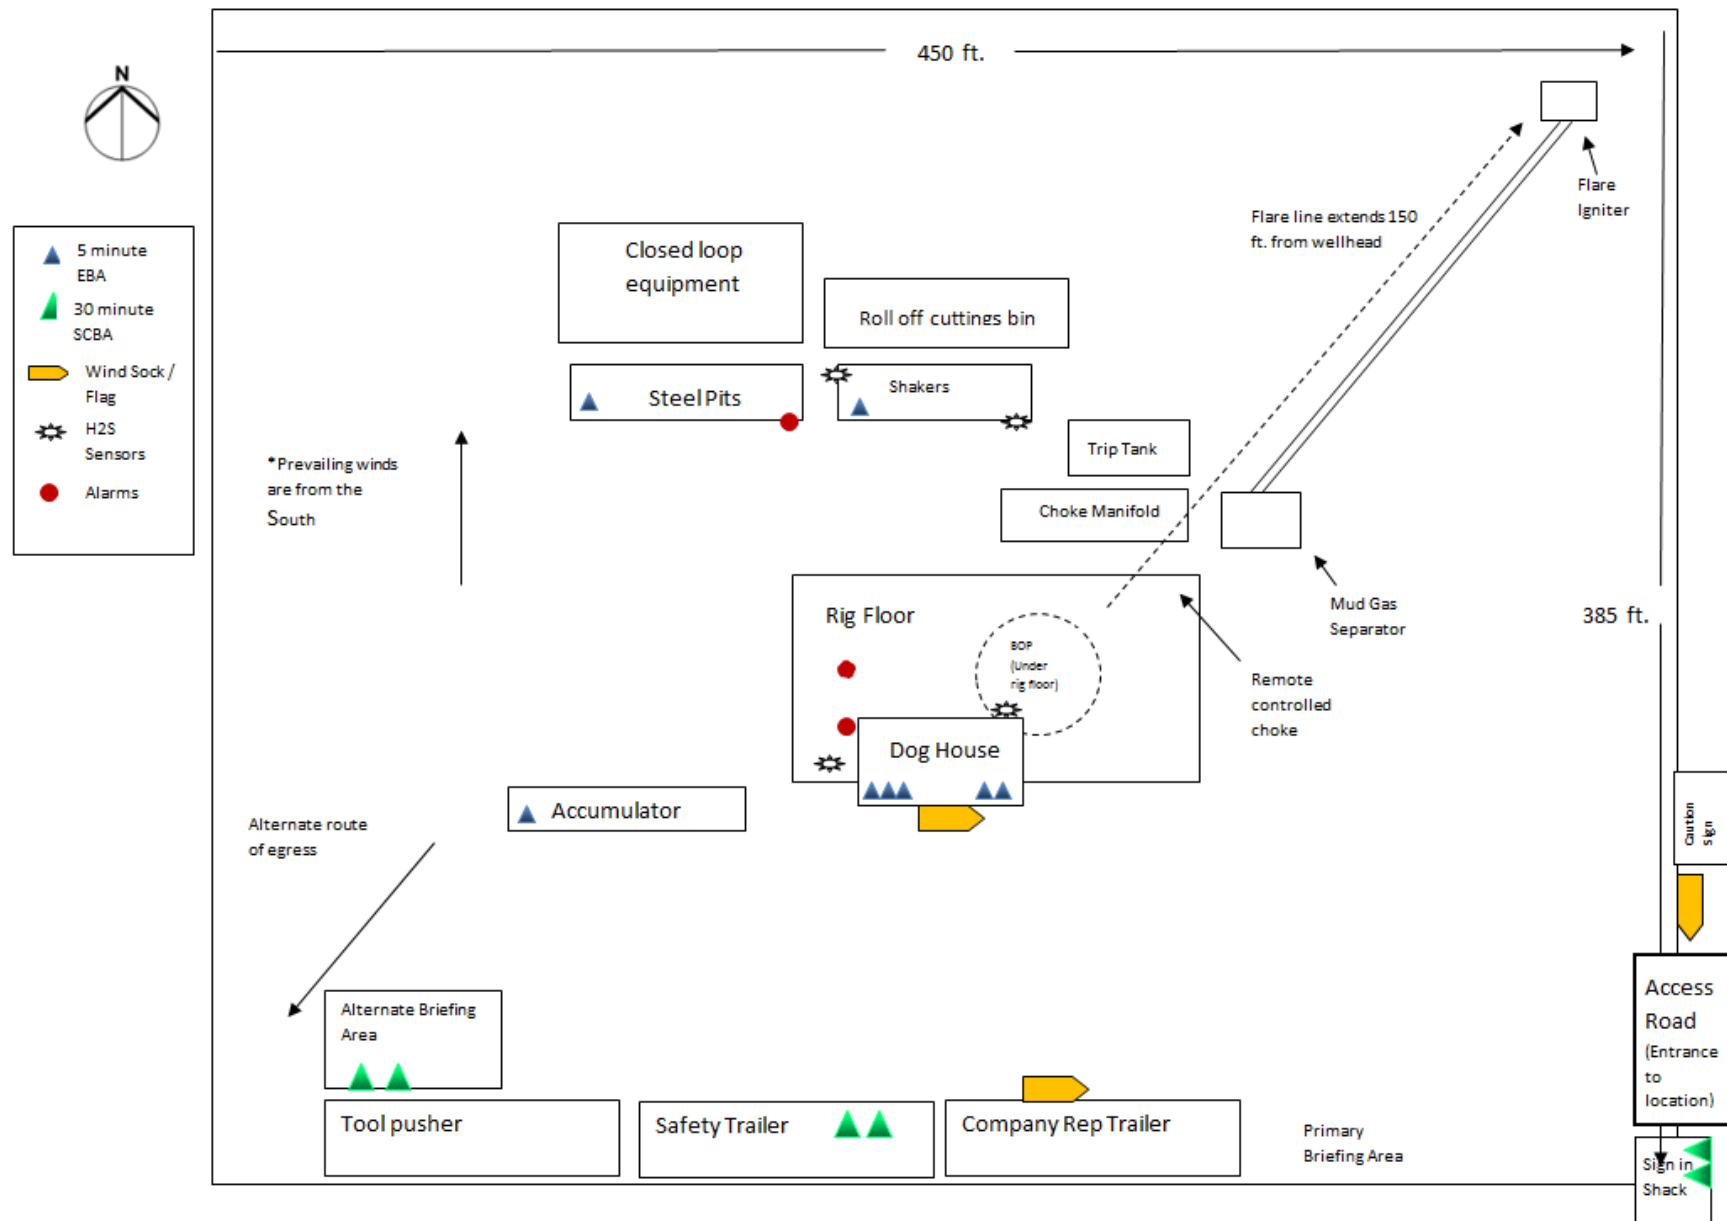 450 ft.
N
Flare
Igniter
Flare line extends 150
ft. from wellhead
5 minute
EBA
30 minute
SCBA
Wind Sock /
Flag
H2S
Sensors
Alarms
Closed loop
equipment
Roll off cuttings bin
Steel Pits
Shakers
Trip Tank
Choke Manifold
*Prevailing winds
are from the
South
Mud Gas
Separator
385 ft.
Rig Floor
BOP
(Under
rig floor)
Remote
controlled
choke
Dog House
Accumulator
Alternate route
of egress
Caution
Sign
Access
Road
(Entrance
to
location)
Alternate Briefing
Area
Tool pusher
Safety Trailer
Company Rep Trailer
Primary
Briefing Area
Sign in
Shack